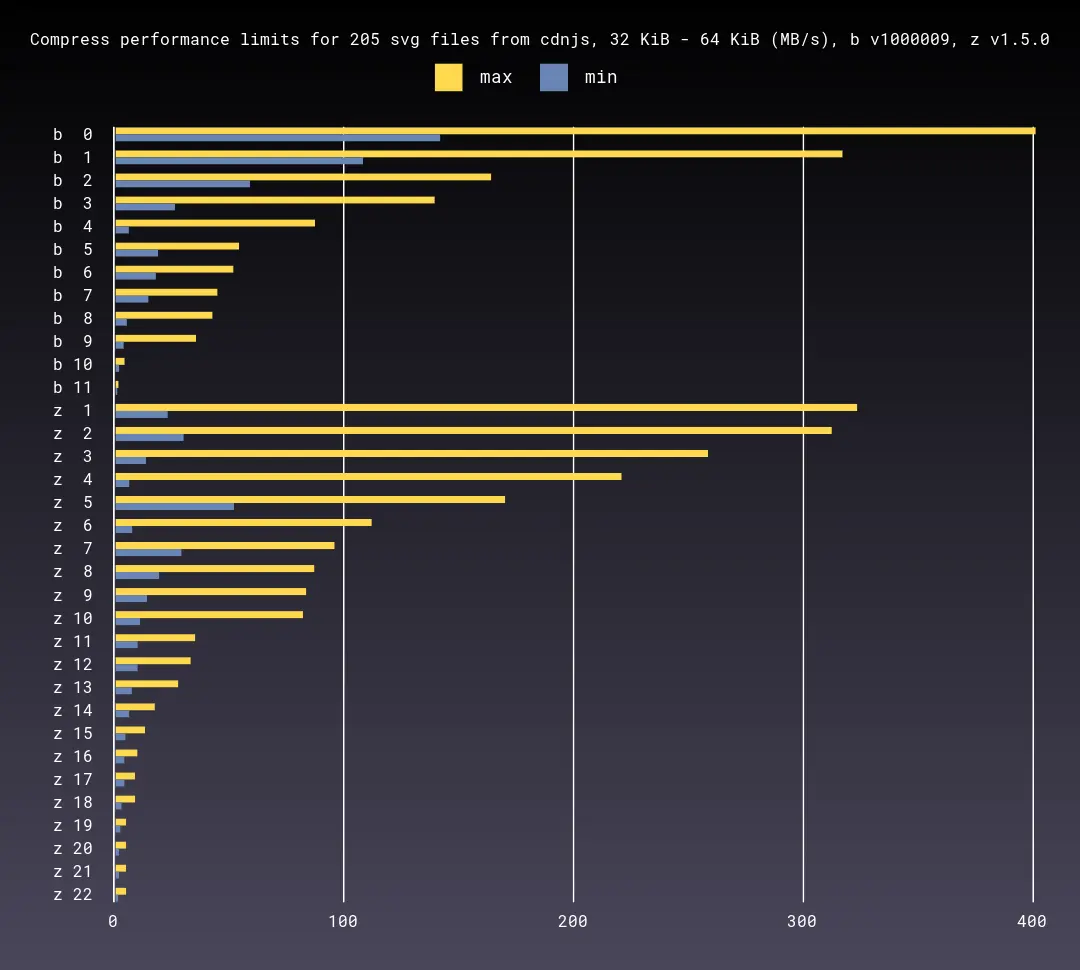 Compress performance limits for 205 svg files from cdnjs, 32 KiB - 64 KiB (MB/s), b v1000009, z v1.5.0
max min
b 0
b 1
b 2
b 3
b 4
b 5
b 6
b 7
b 8
b 9
b 10
b 11
z 1
z 2
z 3
z 4
z 5
z 6
z 7
z 8
z 9
z 10
z 11
z 12
z 13
z 14
z 15
z 16
z 17
z 18
z 19
z 20
z 21
z 22
0 100 200 300 400